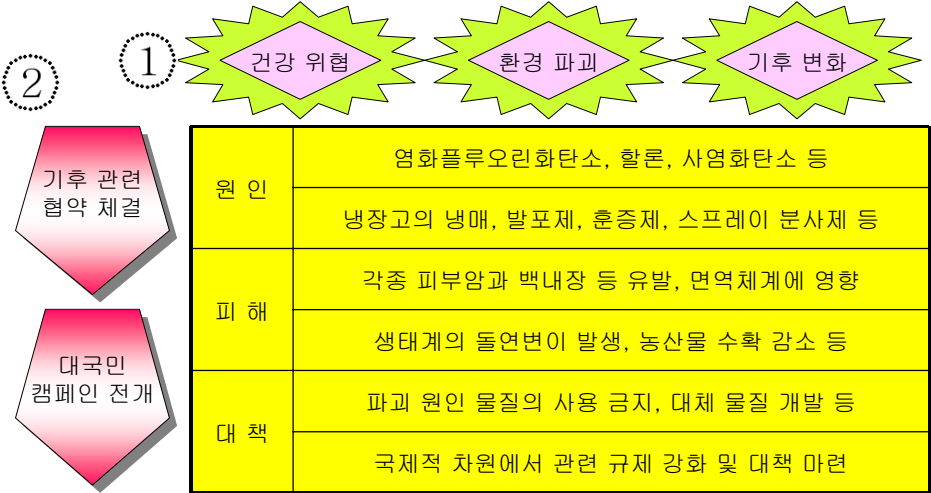 ①
건강 위협
환경 파괴
기후 변화
②
기후 관련
협약 체결
대국민
캠페인 전개
원 인
염화플루오린화탄소, 할론, 사염화탄소 등
냉장고의 냉매, 발포제, 훈증제, 스프레이 분사제 등
피 해
각종 피부암과 백내장 등 유발, 면역체계에 영향
생태계의 돌연변이 발생, 농산물 수확 감소 등
대 책
파괴 원인 물질의 사용 금지, 대체 물질 개발 등
국제적 차원에서 관련 규제 강화 및 대책 마련